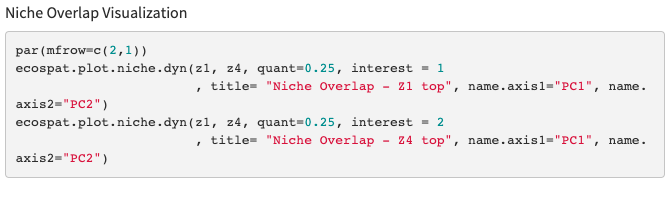 Niche Overlap Visualization
par(mfrow=c(2,1))
ecospat.plot.niche.dyn(z1, z4, quant=0.25, interest = 1
, title= "Niche Overlap - Z1 top", name.axis1="PC1", name.
axis2="PC2")
ecospat.plot.niche.dyn(z1, z4, quant=0.25, interest = 2
, title= "Niche Overlap - Z4 top", name.axis1="PC1", name.
axis2="PC2")